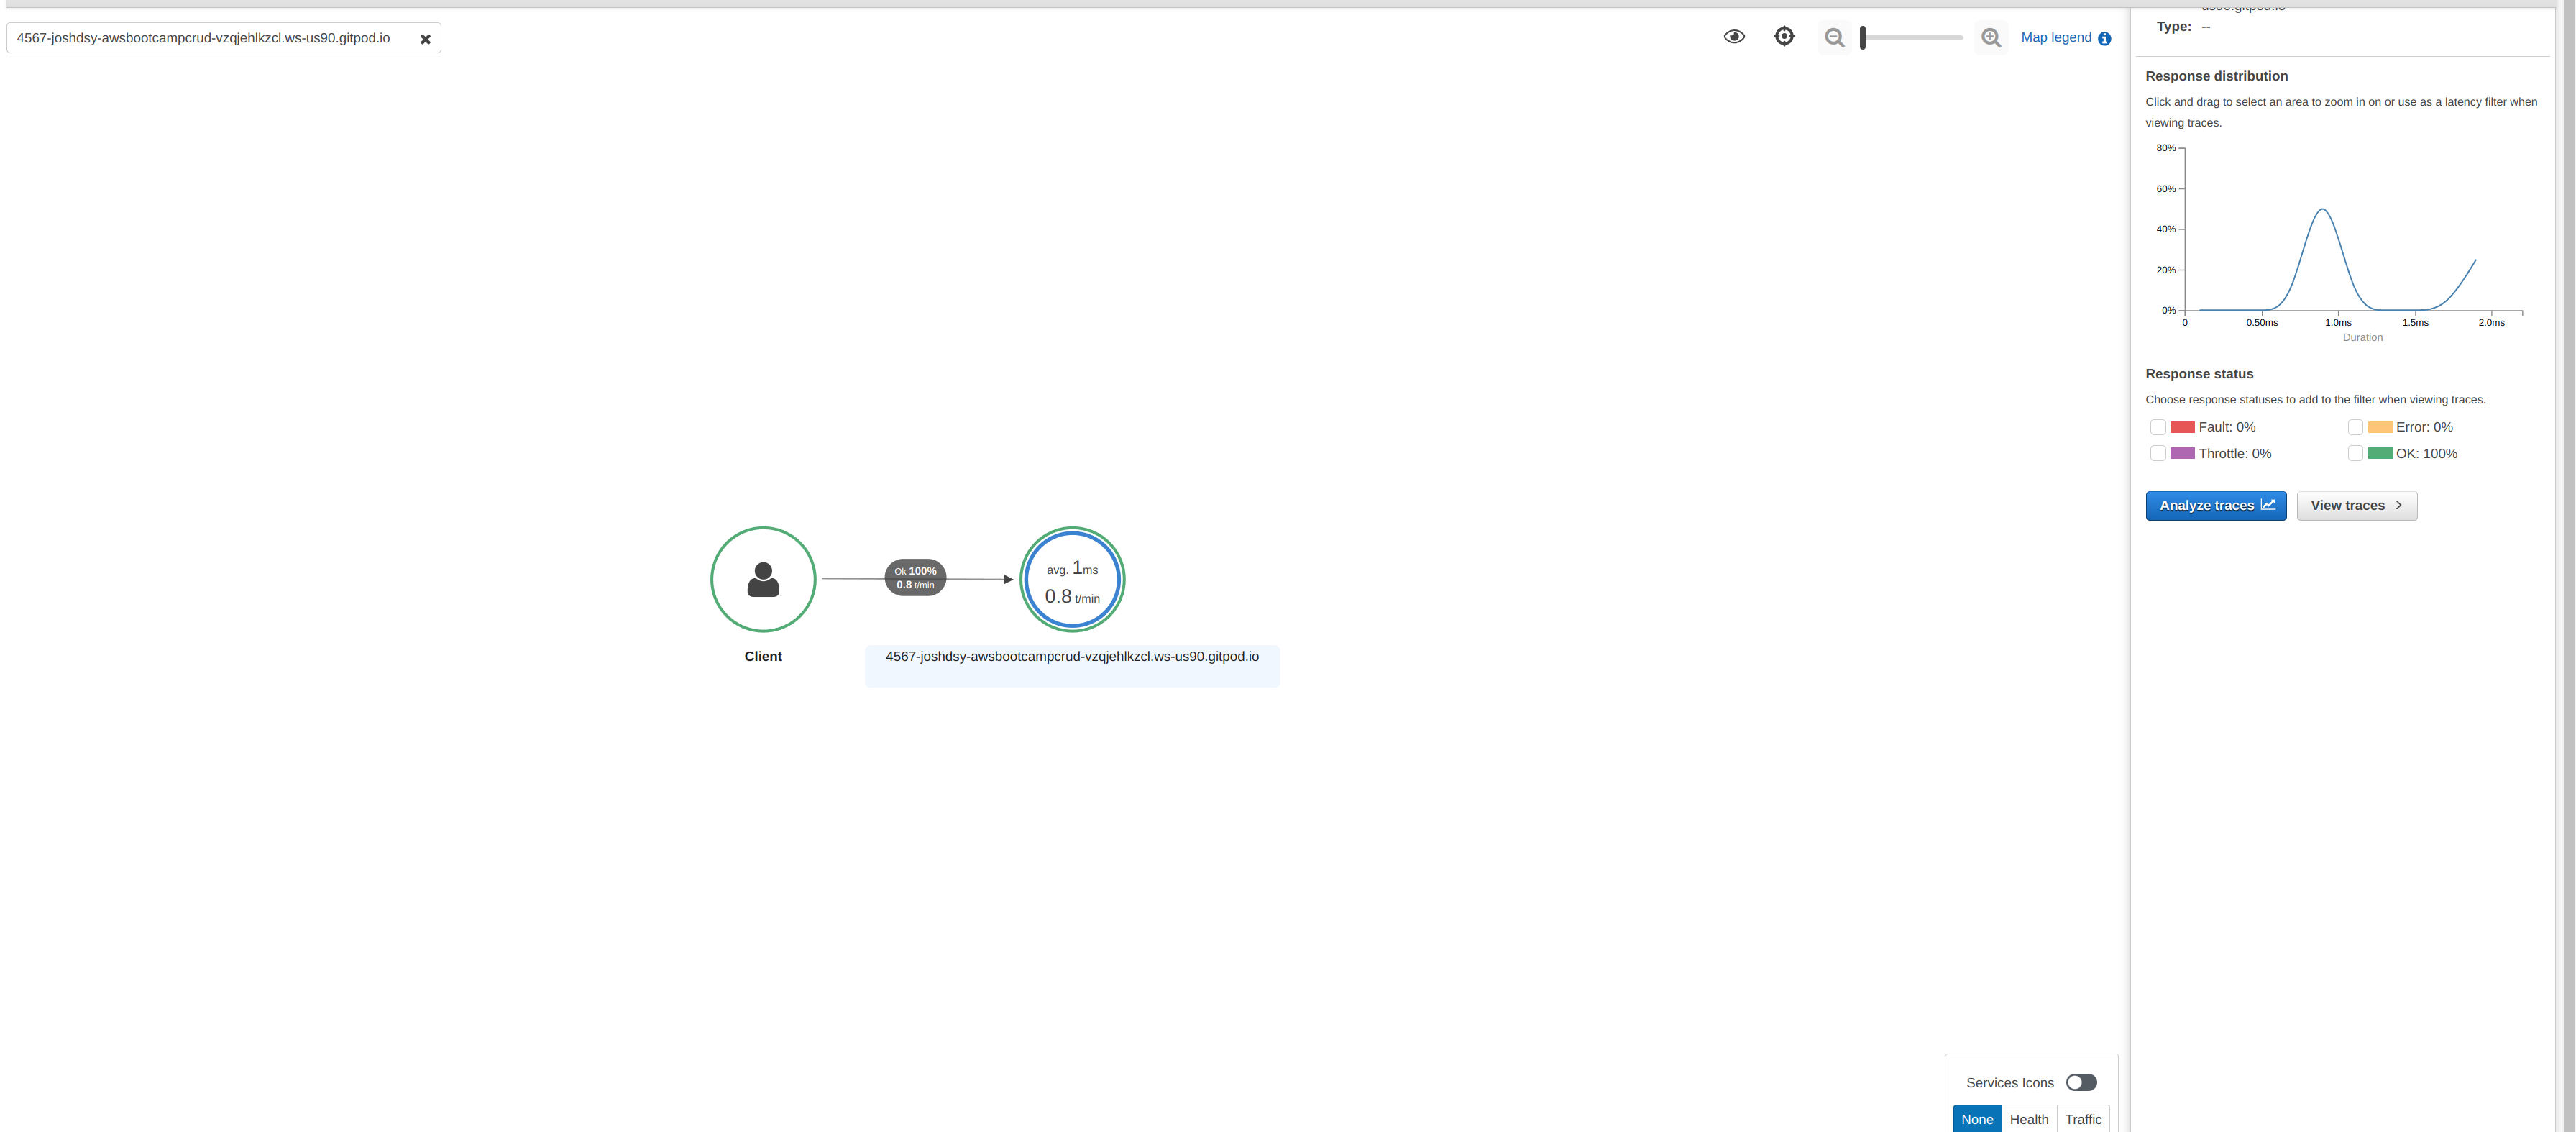 4567-joshdsy-awsbootcampcrud-vzqjehlkzcl.ws-us90.gitpod.io
Map legend
Ok 100%
0.8 t/min
avg. 1ms
0.8 t/min
Client
4567-joshdsy-awsbootcampcrud-vzqjehlkzcl.ws-us90.gitpod.io
Services Icons
None Health Traffic
us90.gitpod.io
Type: --
Response distribution
Click and drag to select an area to zoom in on or use as a latency filter when
viewing traces.
80%
60%
40%
20%
0%
0 0.50ms 1.0ms 1.5ms 2.0ms
Duration
Response status
Choose response statuses to add to the filter when viewing traces.
Fault: 0% Error: 0%
Throttle: 0% OK: 100%
Analyze traces View traces